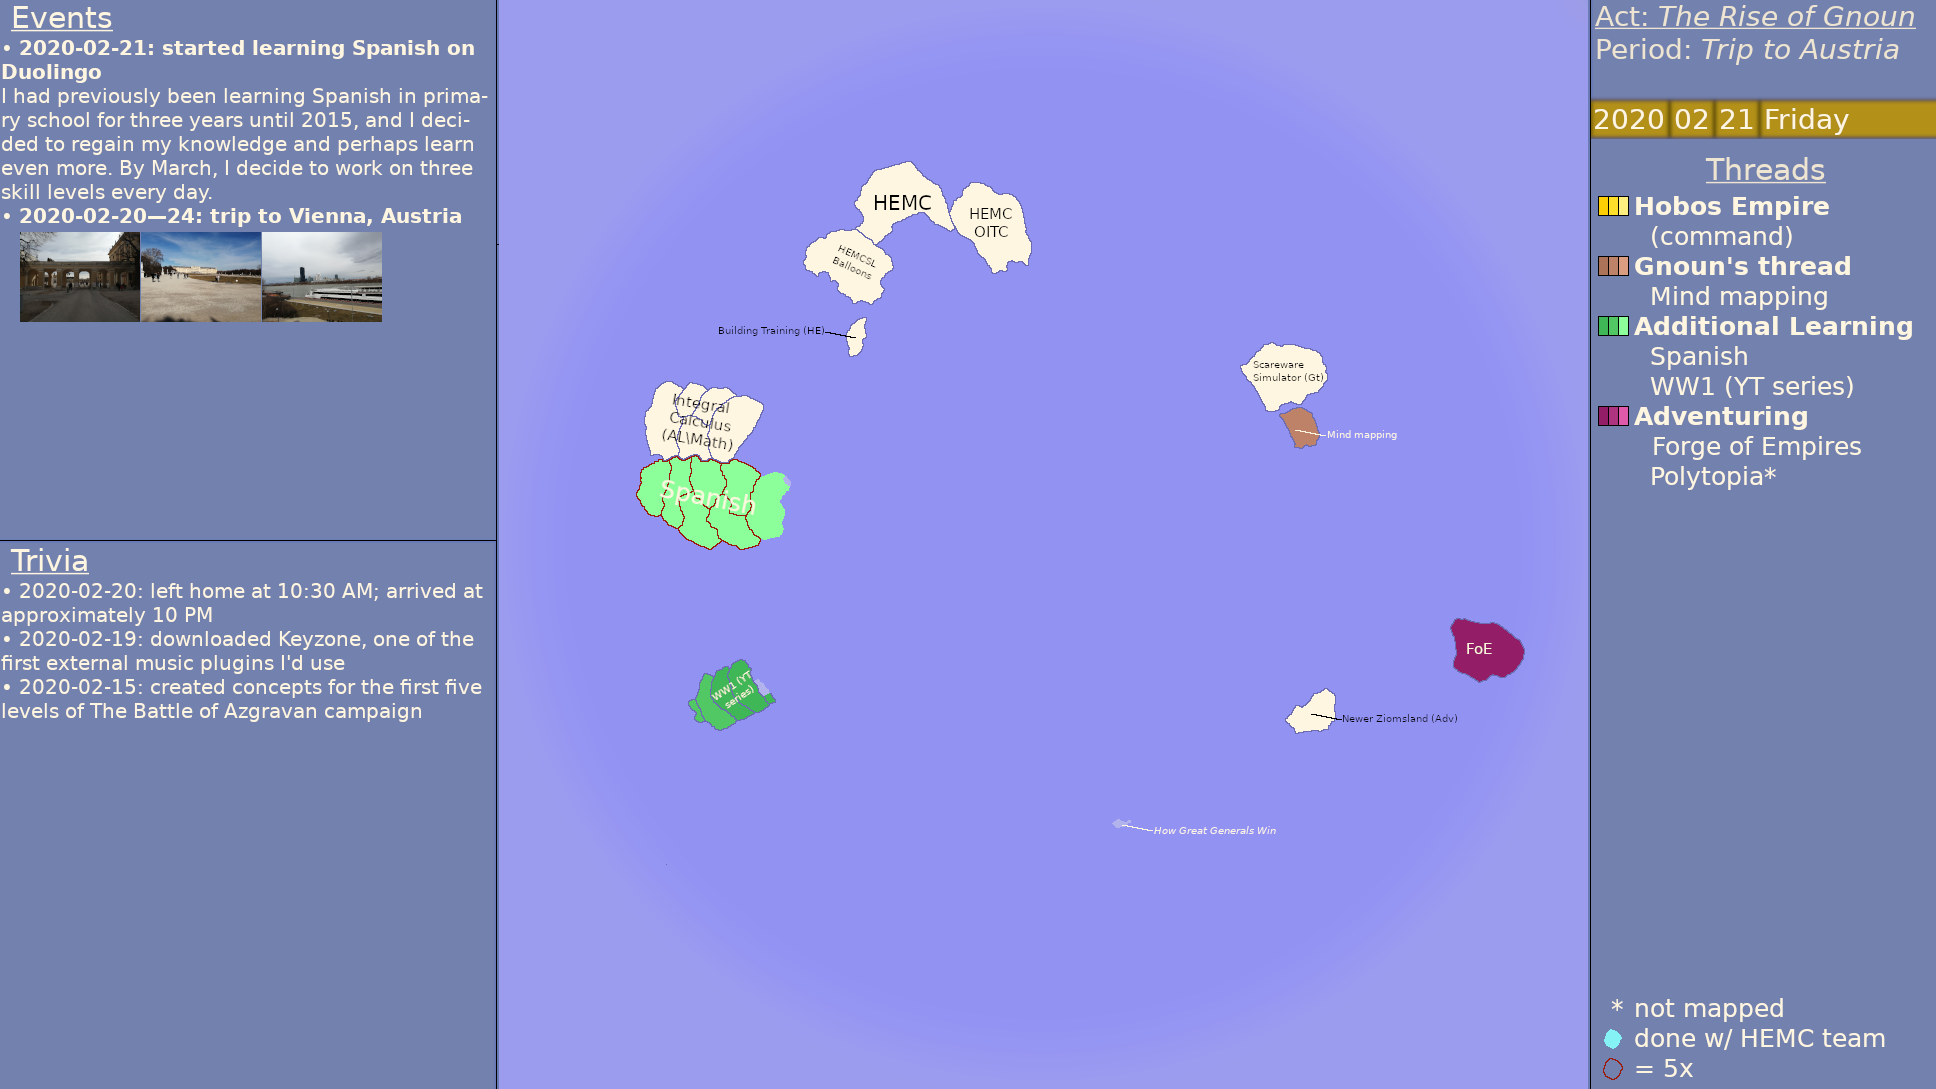 Events
• 2020-02-21: started learning Spanish on
Duolingo
I had previously been learning Spanish in prima-
ry school for three years until 2015, and I deci-
ded to regain my knowledge and perhaps learn
even more. By March, I decide to work on three
skill levels every day.
• 2020-02-20—24: trip to Vienna, Austria
Trivia
• 2020-02-20: left home at 10:30 AM; arrived at
approximately 10 PM
• 2020-02-19: downloaded Keyzone, one of the
first external music plugins I'd use
• 2020-02-15: created concepts for the first five
levels of The Battle of Azgravan campaign
HEMC
HEMC
OITC
HEMCSL
Balloons
Building Training (HE)
Integral
Calculus
(AL\Math)
Spanish
WW1 (YT
series)
Scareware
Simulator (Gt)
Mind mapping
FoE
Newer Ziomsland (Adv)
How Great Generals Win
Act: The Rise of Gnoun
Period: Trip to Austria
2020 02 21 Friday
Threads
Hobos Empire
(command)
Gnoun's thread
Mind mapping
Additional Learning
Spanish
WW1 (YT series)
Adventuring
Forge of Empires
Polytopia*
* not mapped
done w/ HEMC team
= 5x